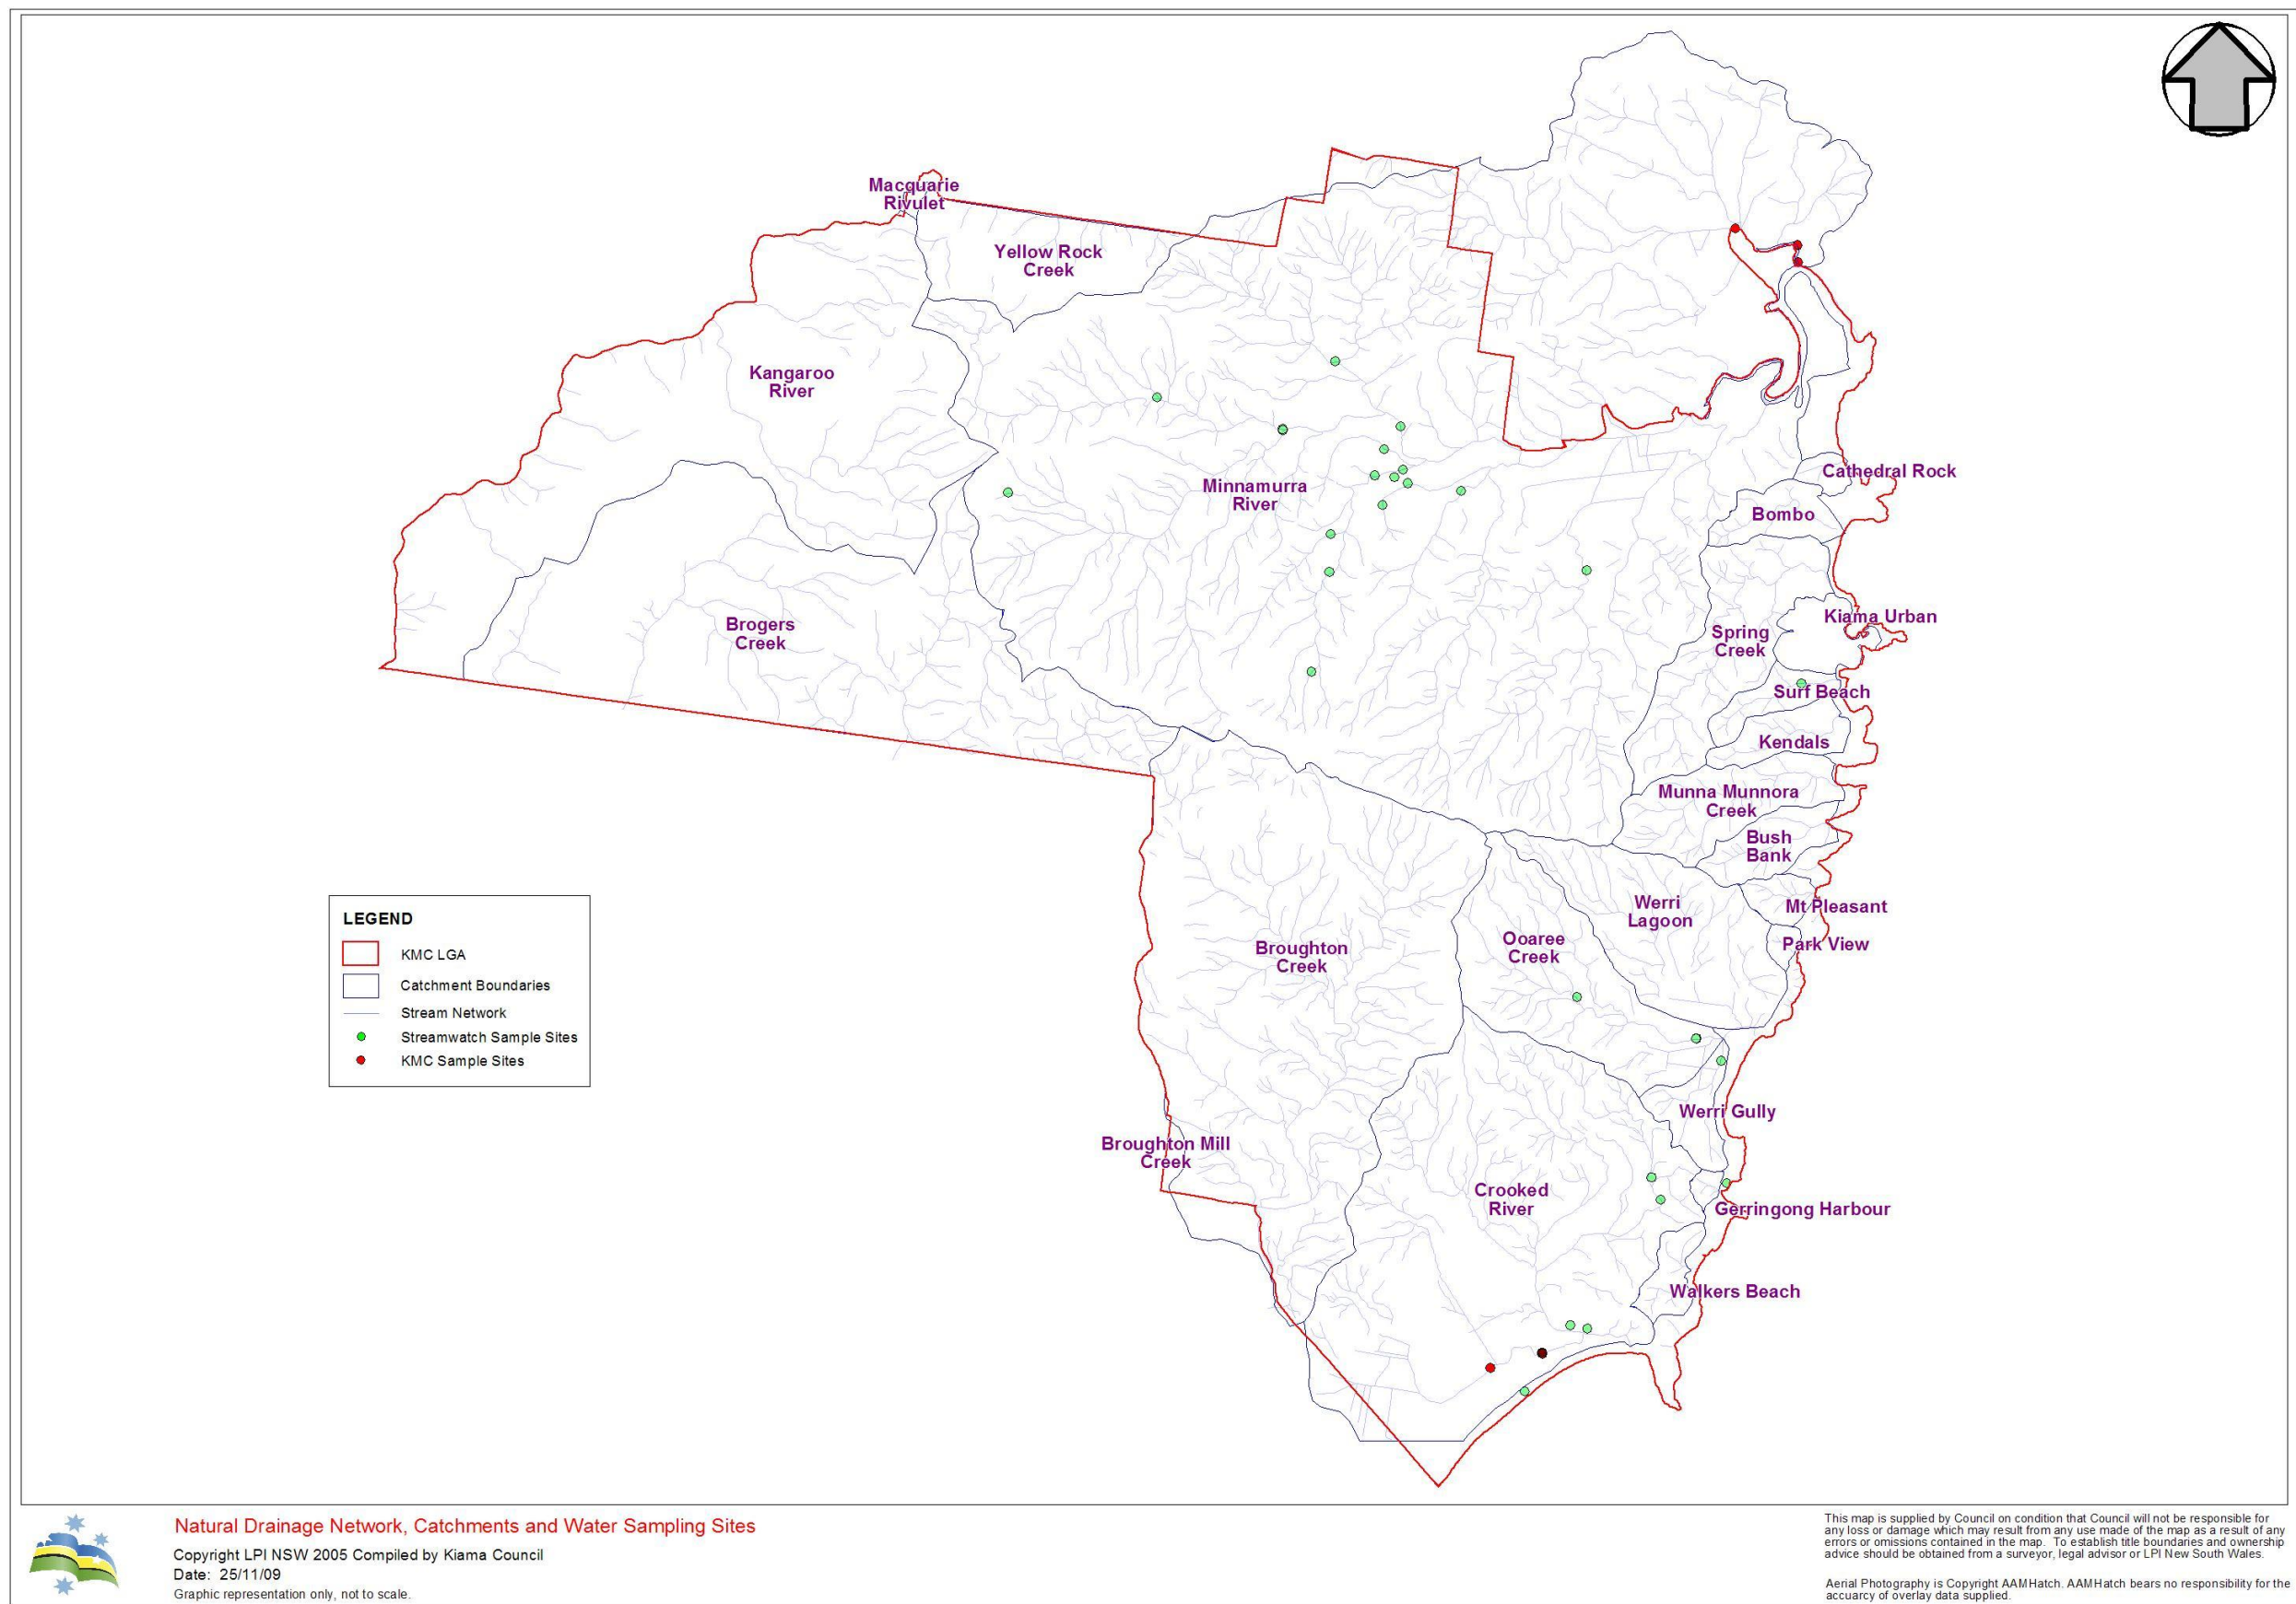 Macquarie
Rivulet
Yellow Rock
Creek
Kangaroo
River
Cathedral Rock
Minnamurra
River
Bombo
Kiama Urban
Brogers
Creek
Spring
Creek
Surf Beach
Kendals
Munna Munnora
Creek
Bush
Bank
Werri
Lagoon
Mt Pleasant
Ooaree
Creek
Park View
Broughton
Creek
LEGEND
KMC LGA
Catchment Boundaries
Stream Network
Streamwatch Sample Sites
KMC Sample Sites
Werri Gully
Broughton Mill
Creek
Crooked
River
Gerringong Harbour
Walkers Beach
Natural Drainage Network, Catchments and Water Sampling Sites
Copyright LPI NSW 2005 Compiled by Kiama Council
Date: 25/11/09
Graphic representation only, not to scale.
This map is supplied by Council on condition that Council will not be responsible for
any loss or damage which may result from any use made of the map as a result of any
errors or omissions contained in the map. To establish title boundaries and ownership
advice should be obtained from a surveyor, legal advisor or LPI New South Wales.
Aerial Photography is Copyright AAMHatch. AAMHatch bears no responsibility for the
accuarcy of overlay data supplied.